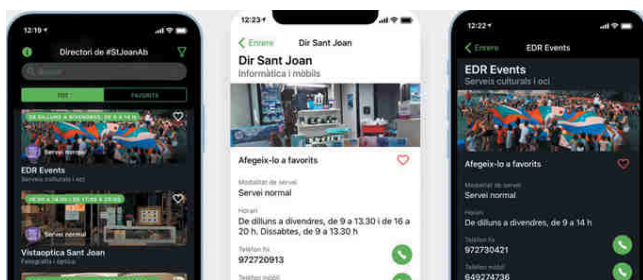 12:19
Directori de #StJoanAb
TOT
FAVORITS
DE DILLUNS A DIVENDRES, DE 9 A 14 H
Servei normal
EDR Events
Serveis culturals i oci
Servei normal
Vistaoptica Sant Joan
Fotografia i òptica
12:23
Enrere
Dir Sant Joan
Dir Sant Joan
Informàtica i mòbils
Afegeix-lo a favorits
Modalitat de servei
Servei normal
Horari
De dilluns a divendres, de 9 a 13.30 i de 16 a
20 h. Dissabtes, de 9 a 13.30 h
Telèfon fix
972720913
Telèfon mòbil
12:22
Enrere
EDR Events
EDR Events
Serveis culturals i oci
Afegeix-lo a favorits
Modalitat de servei
Servei normal
Horari
De dilluns a divendres, de 9 a 14 h
Telèfon fix
972730421
Telèfon mòbil
649274736